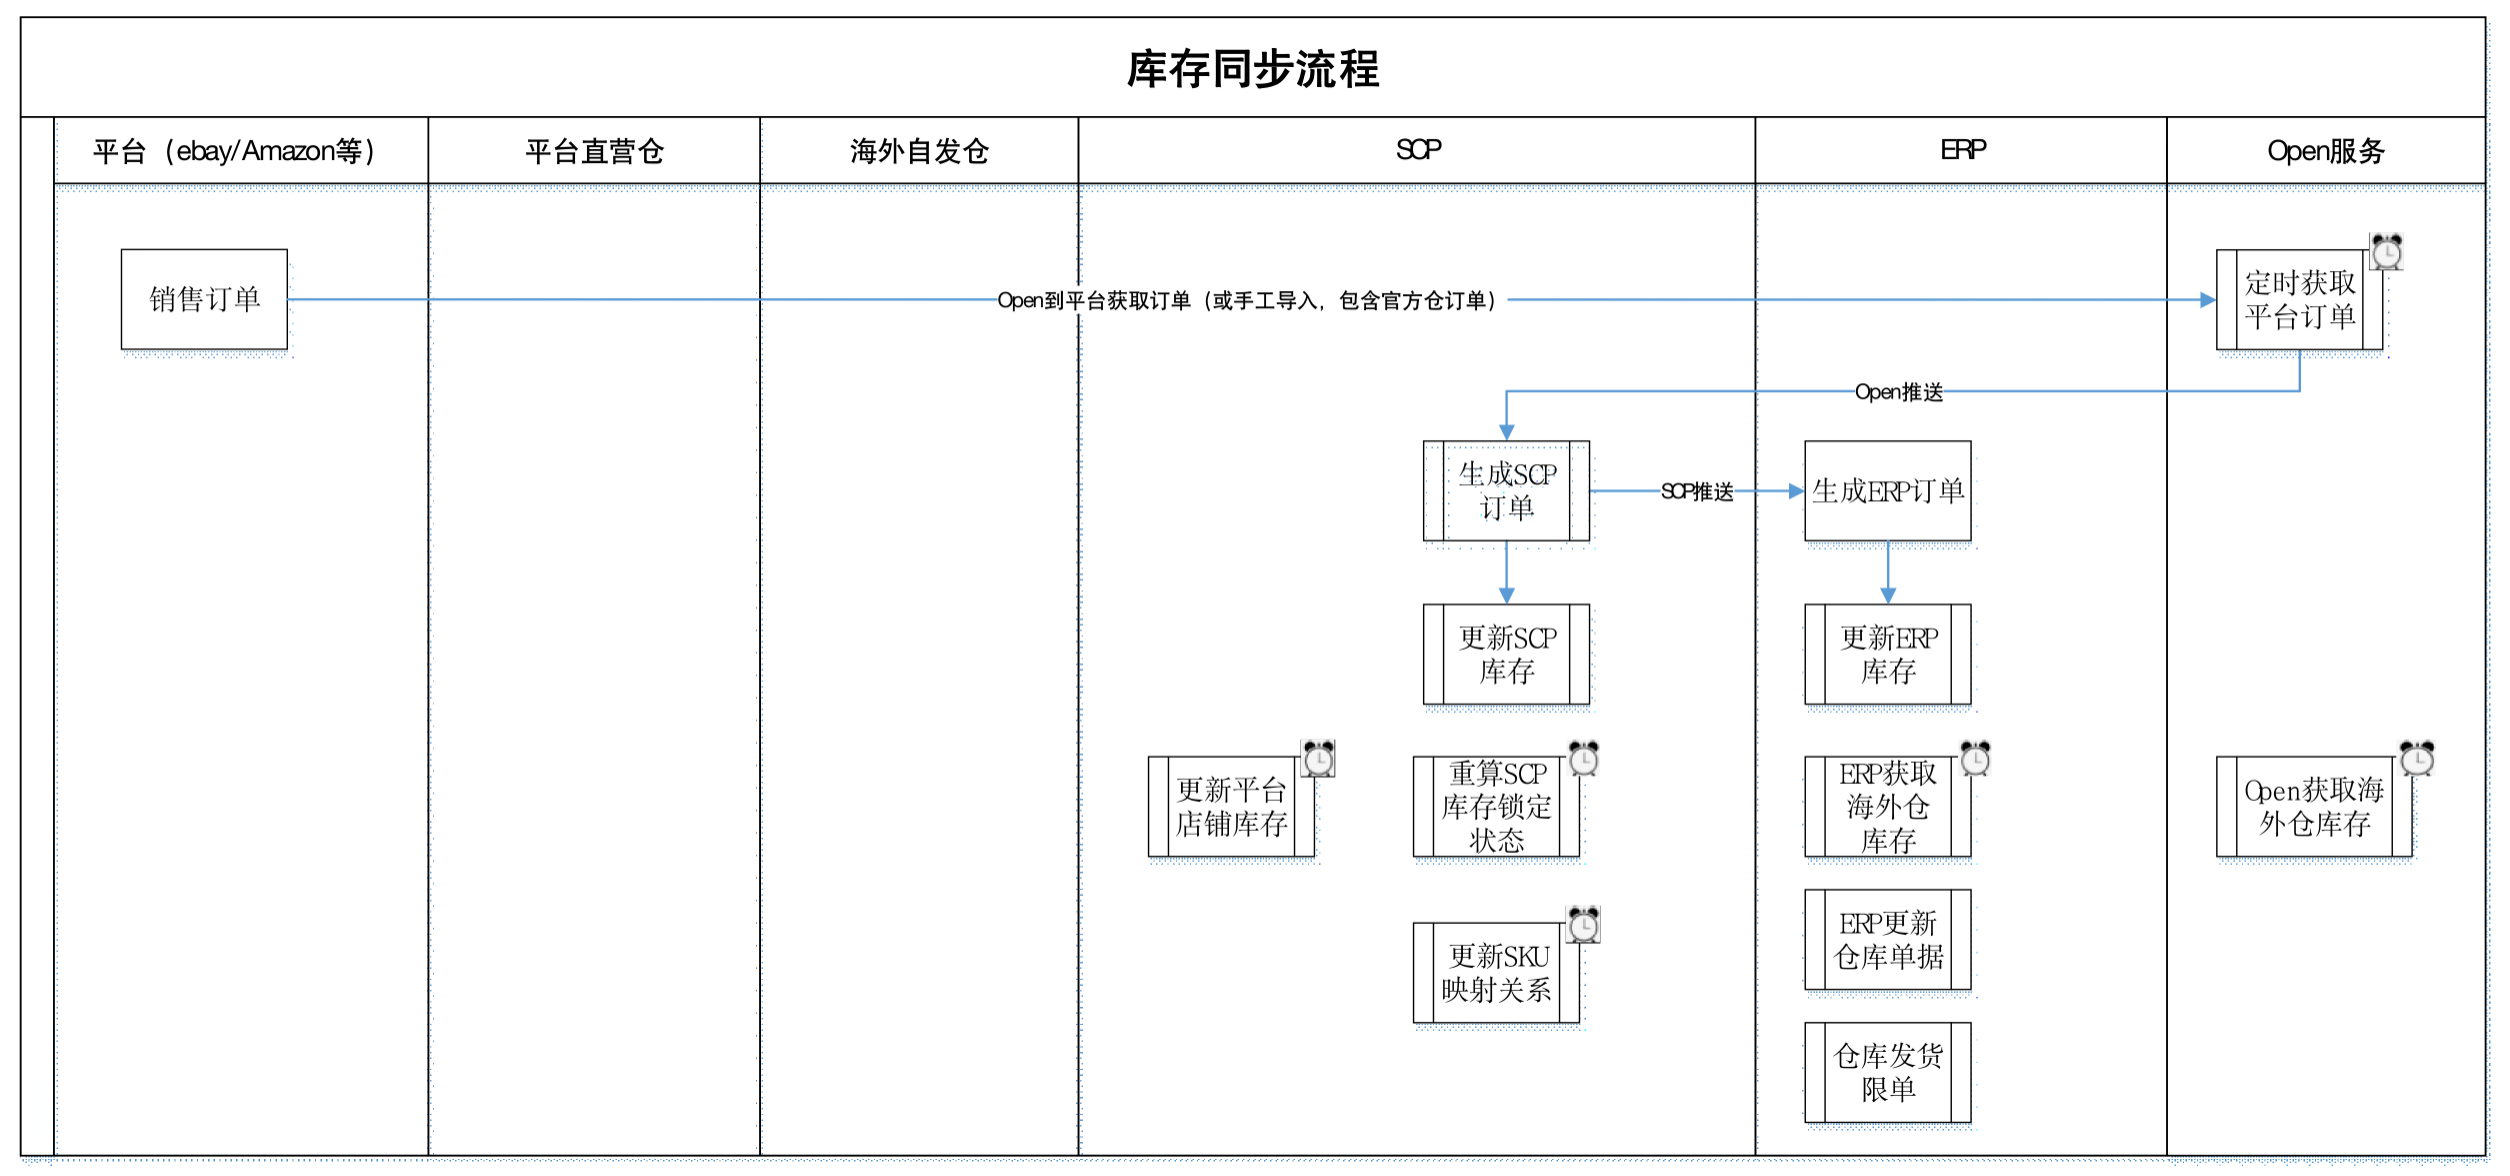 库存同步流程
平台（ebay/Amazon等）
平台直营仓
海外自发仓
SCP
ERP
Open服务
销售订单
Open到平台获取订单（或手工导入，包含官方仓订单）
定时获取
平台订单
Open推送
生成SCP
订单
SCP推送
生成ERP订单
更新SCP
库存
更新ERP
库存
更新平台
店铺库存
重算SCP
库存锁定
状态
ERP获取
海外仓
库存
Open获取海
外仓库存
更新SKU
映射关系
ERP更新
仓库单据
仓库发货
限单